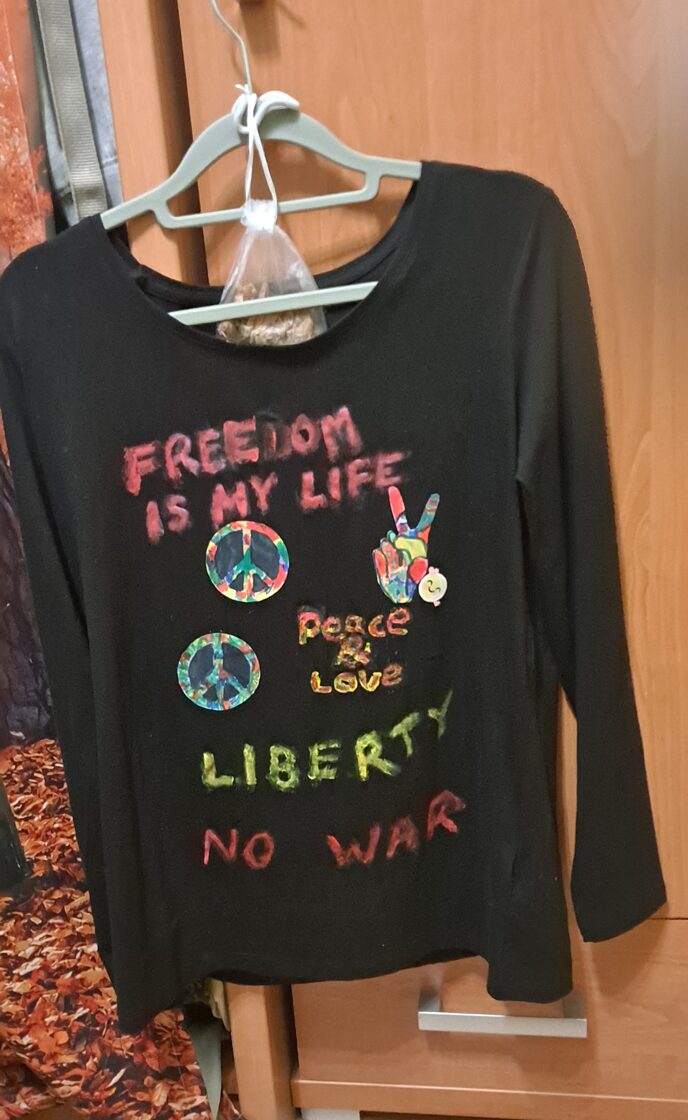 FREEDOM
IS MY LIFE
Peace
&
Love
LIBERTY
NO WAR